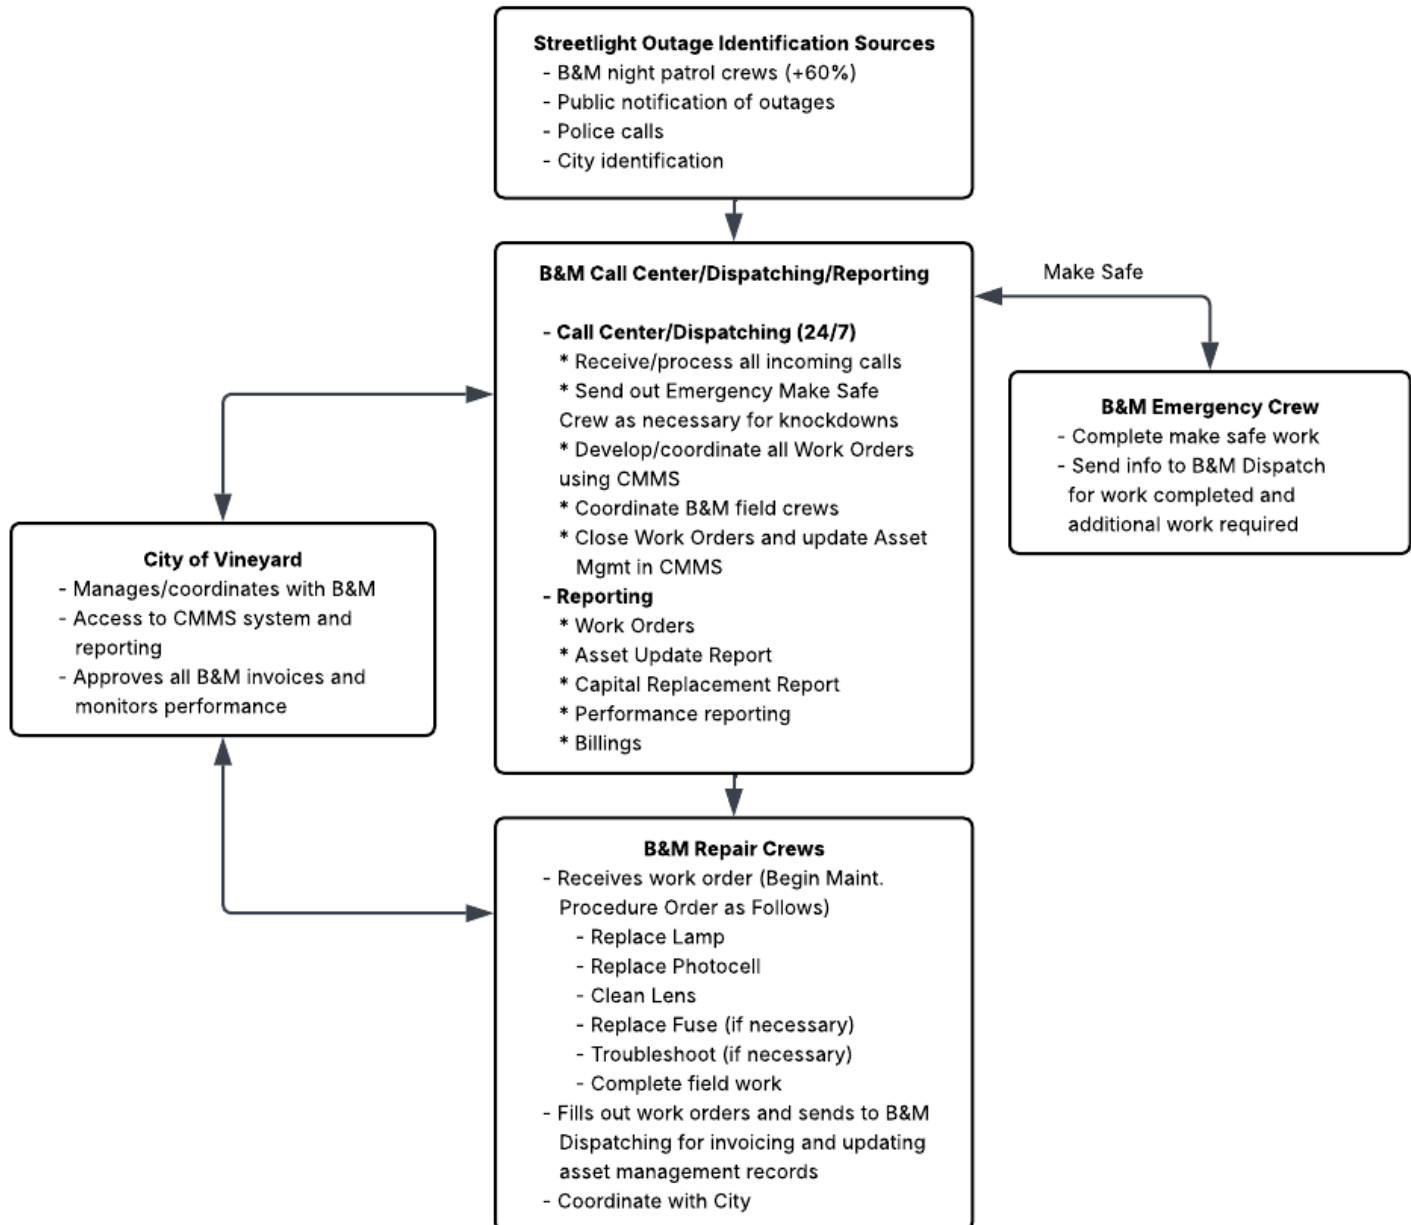 Streetlight Outage Identification Sources
- B&M night patrol crews (+60%)
- Public notification of outages
- Police calls
- City identification
B&M Call Center/Dispatching/Reporting
- Call Center/Dispatching (24/7)
* Receive/process all incoming calls
* Send out Emergency Make Safe
Crew as necessary for knockdowns
* Develop/coordinate all Work Orders
using CMMS
* Coordinate B&M field crews
* Close Work Orders and update Asset
Mgmt in CMMS
- Reporting
* Work Orders
* Asset Update Report
* Capital Replacement Report
* Performance reporting
* Billings
Make Safe
B&M Emergency Crew
- Complete make safe work
- Send info to B&M Dispatch
for work completed and
additional work required
City of Vineyard
- Manages/coordinates with B&M
- Access to CMMS system and
reporting
- Approves all B&M invoices and
monitors performance
B&M Repair Crews
- Receives work order (Begin Maint.
Procedure Order as Follows)
- Replace Lamp
- Replace Photocell
- Clean Lens
- Replace Fuse (if necessary)
- Troubleshoot (if necessary)
- Complete field work
- Fills out work orders and sends to B&M
Dispatching for invoicing and updating
asset management records
- Coordinate with City